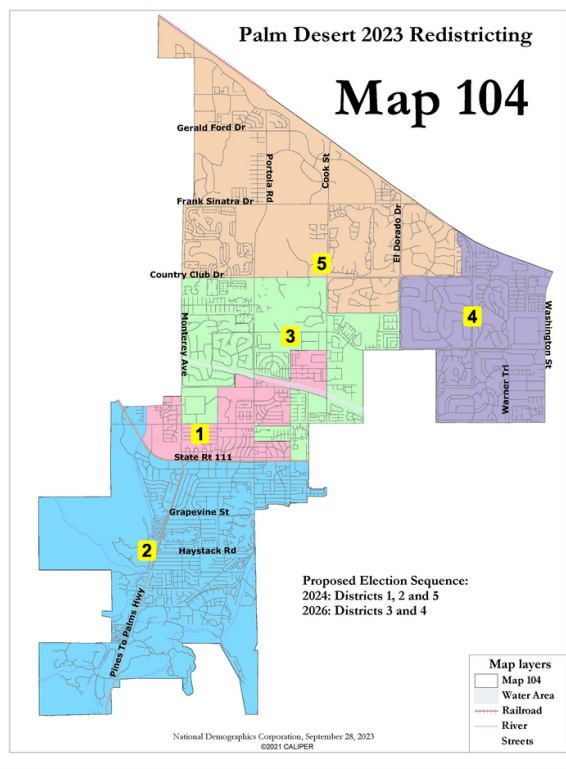 Palm Desert 2023 Redistricting
Map 104
Gerald Ford Dr
Portola Rd
Cook St
Frank Sinatra Dr
El Dorado Dr
5
Country Club Dr
Monterey Ave
3
4
Washington St
Warner Trl
1
State Rt 111
Grapevine St
2
Haystack Rd
Pines To Palms Hwy
Proposed Election Sequence:
2024: Districts 1, 2 and 5
2026: Districts 3 and 4
Map layers
Map 104
Water Area
Railroad
River
Streets
National Demographics Corporation, September 28, 2023
©2021 CALIPER